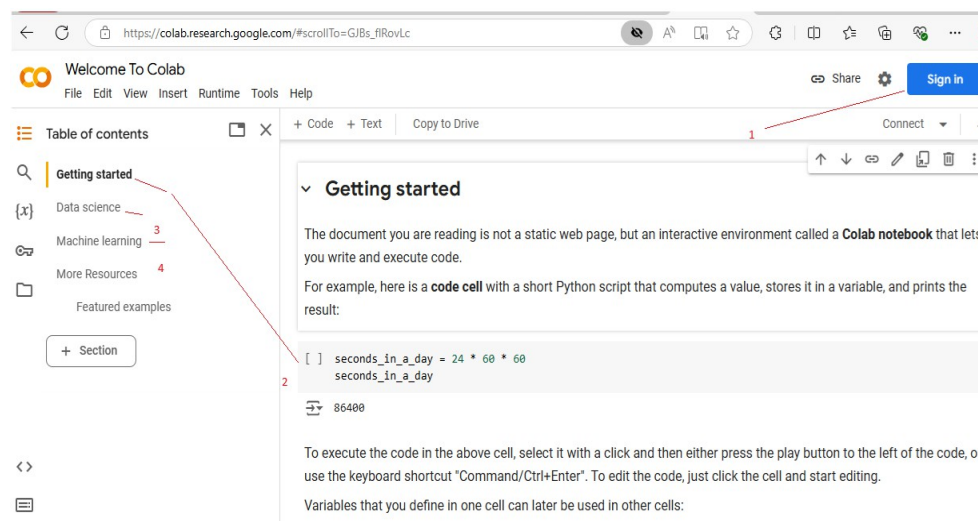 https://colab.research.google.com/#scrollTo=GJBs_flRovLc
Welcome To Colab
File Edit View Insert Runtime Tools Help
Share
Sign in
1
Table of contents
Getting started
Data science
3
Machine learning
4
More Resources
Featured examples
+ Section
+ Code + Text Copy to Drive
Connect
Getting started
The document you are reading is not a static web page, but an interactive environment called a Colab notebook that lets
you write and execute code.
For example, here is a code cell with a short Python script that computes a value, stores it in a variable, and prints the
result:
2
[ ] seconds_in_a_day = 24 * 60 * 60
seconds_in_a_day
86400
To execute the code in the above cell, select it with a click and then either press the play button to the left of the code, o
use the keyboard shortcut "Command/Ctrl+Enter". To edit the code, just click the cell and start editing.
Variables that you define in one cell can later be used in other cells: